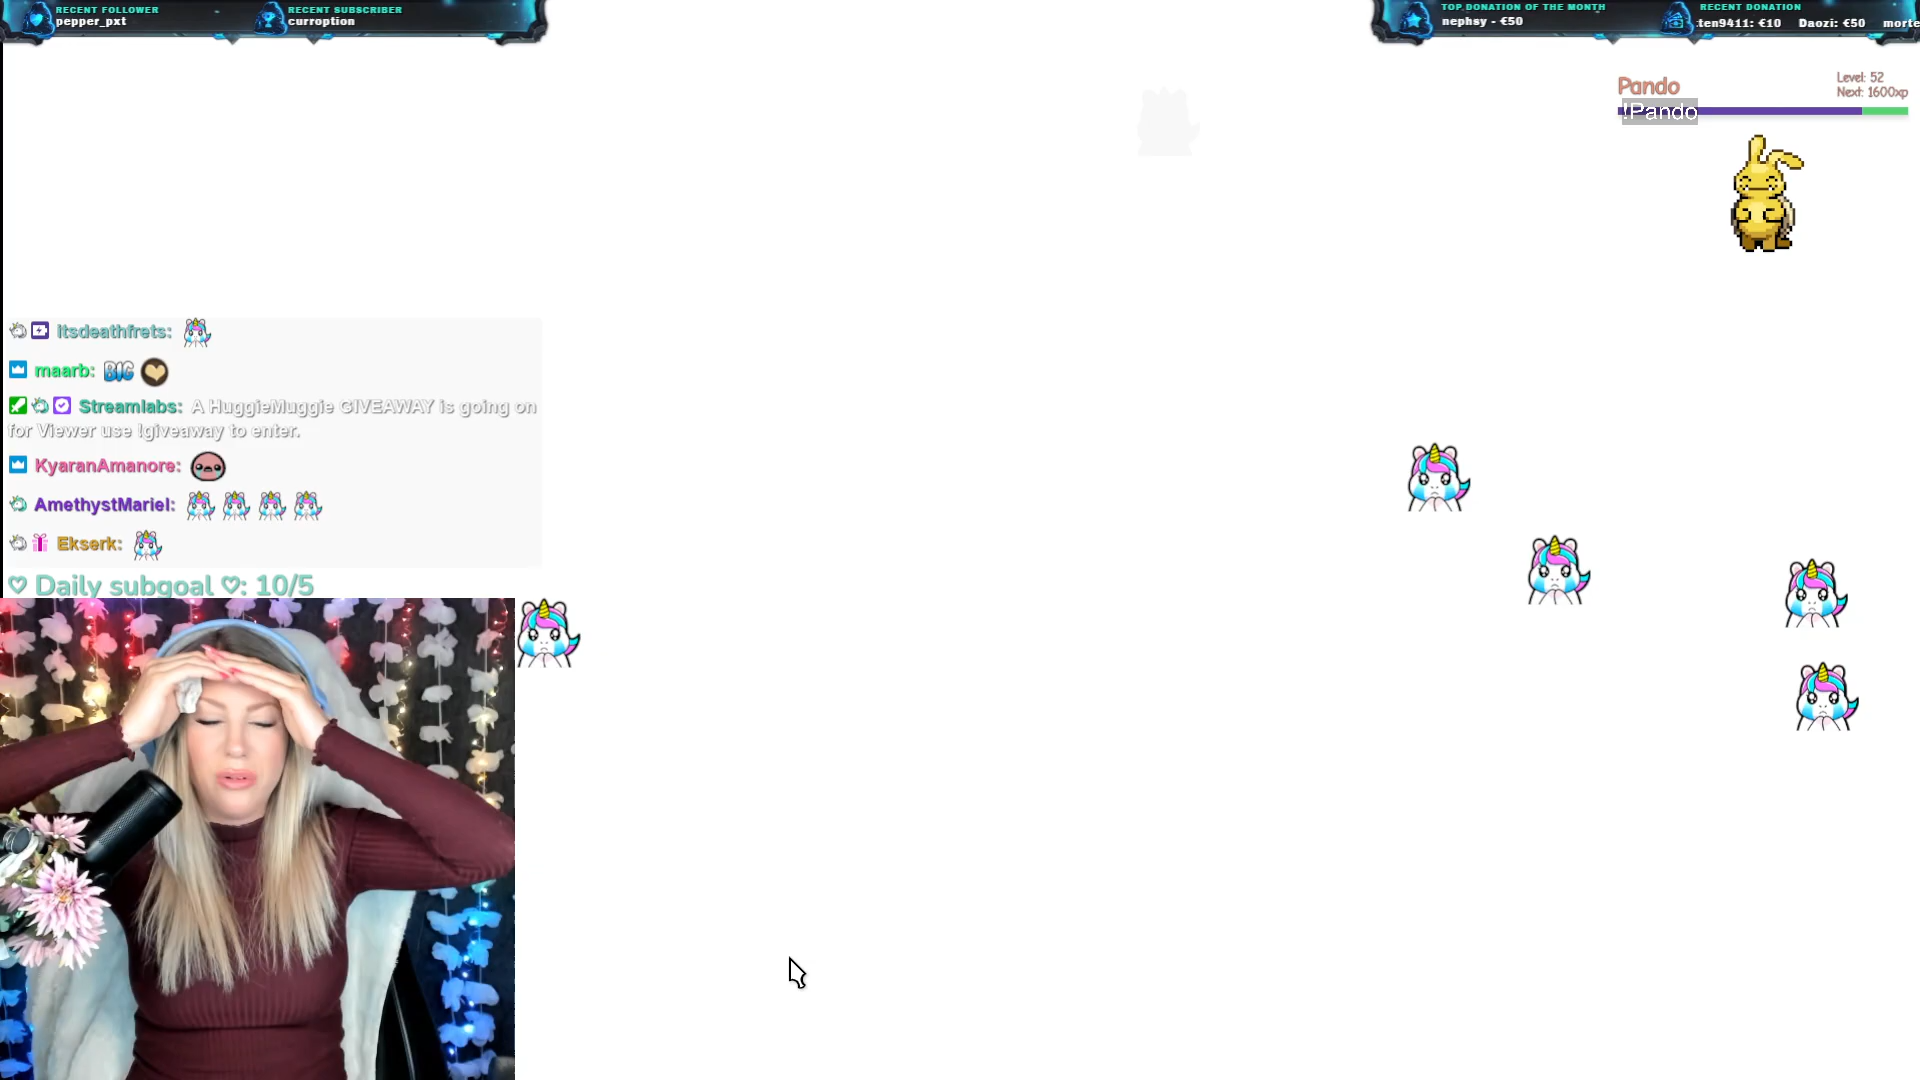 RECENT FOLLOWER
pepper_pxt
RECENT SUBSCRIBER
curroption
TOP DONATION OF THE MONTH
nephsy - €50
RECENT DONATION
ten9411: €10 Daozi: €50 morte
Pando
Level: 52
Next: 1600xp
!Pando
itsdeathfrets:
maarb: BIG
Streamlabs: A HuggieMuggie GIVEAWAY is going on
for Viewer use !giveaway to enter.
KyaranAmanore:
AmethystMariel:
Ekserk:
♡ Daily subgoal ♡: 10/5